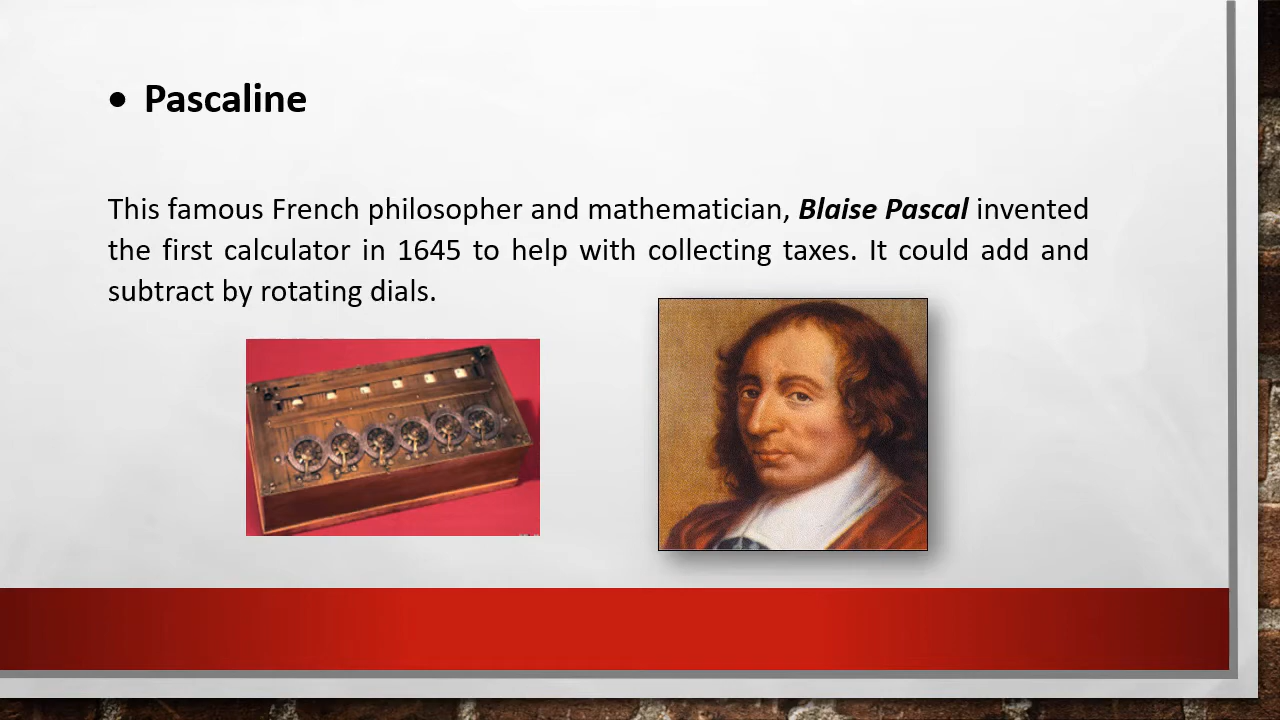 • Pascaline
This famous French philosopher and mathematician, Blaise Pascal invented
the first calculator in 1645 to help with collecting taxes. It could add and
subtract by rotating dials.